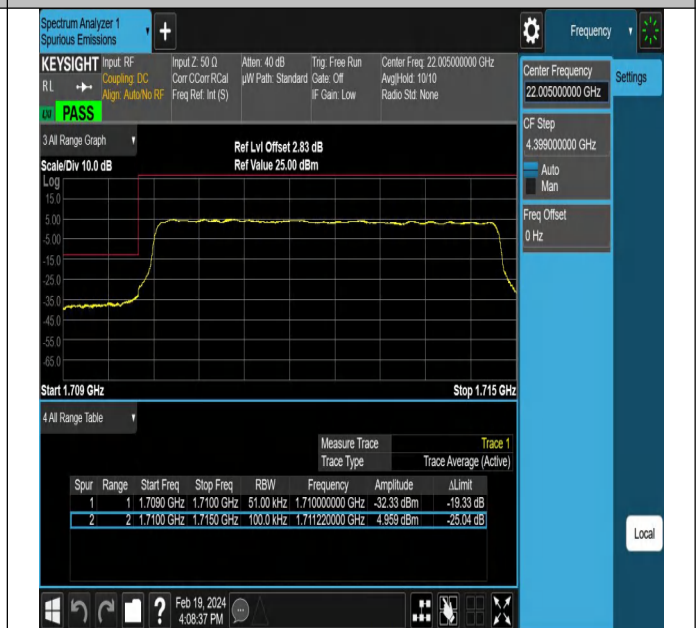 Spectrum Analyzer 1
Spurious Emissions
Frequency
KEYSIGHT Input: RF Input Z: 50 Ω Atten: 40 dB Trig: Free Run Center Freq: 22.005000000 GHz
RL Coupling: DC Corr CCorr RCal µW Path: Standard Gate: Off Avg|Hold: 10/10
Align: Auto/No RF Freq Ref: Int (S) IF Gain: Low Radio Std: None
PASS
Center Frequency
22.005000000 GHz
Settings
CF Step
4.399000000 GHz
Auto
Man
Freq Offset
0 Hz
3 All Range Graph
Ref Lvl Offset 2.83 dB
Scale/Div 10.0 dB Ref Value 25.00 dBm
Log
15.0
5.00
-5.00
-15.0
-25.0
-35.0
-45.0
-55.0
-65.0
Start 1.709 GHz Stop 1.715 GHz
4 All Range Table
Measure Trace Trace 1
Trace Type Trace Average (Active)
Spur Range Start Freq Stop Freq RBW Frequency Amplitude ΔLimit
1 1 1.7090 GHz 1.7100 GHz 51.00 kHz 1.710000000 GHz -32.33 dBm -19.33 dB
2 2 1.7100 GHz 1.7150 GHz 100.0 kHz 1.711220000 GHz 4.959 dBm -25.04 dB
Local
Feb 19, 2024
4:08:37 PM